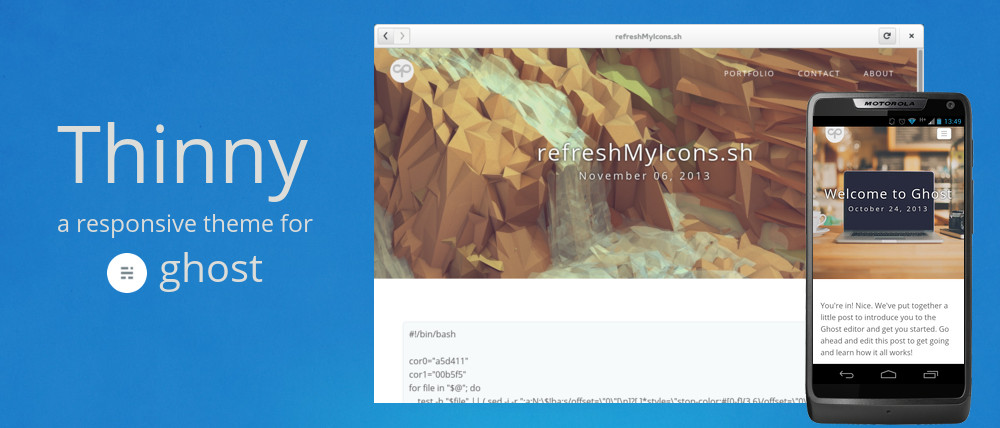 Thinny
a responsive theme for
ghost
refreshMyIcons.sh
PORTFOLIO CONTACT ABOUT
refreshMyIcons.sh
November 06, 2013
#!/bin/bash
cor0="a5d411"
cor1="00b5f5"
for file in "$@"; do
MOTOROLA
13:49
Welcome to Ghost
October 24, 2013
You're in! Nice. We've put together a
little post to introduce you to the
Ghost editor and get you started. Go
ahead and edit this post to get going
and learn how it all works!